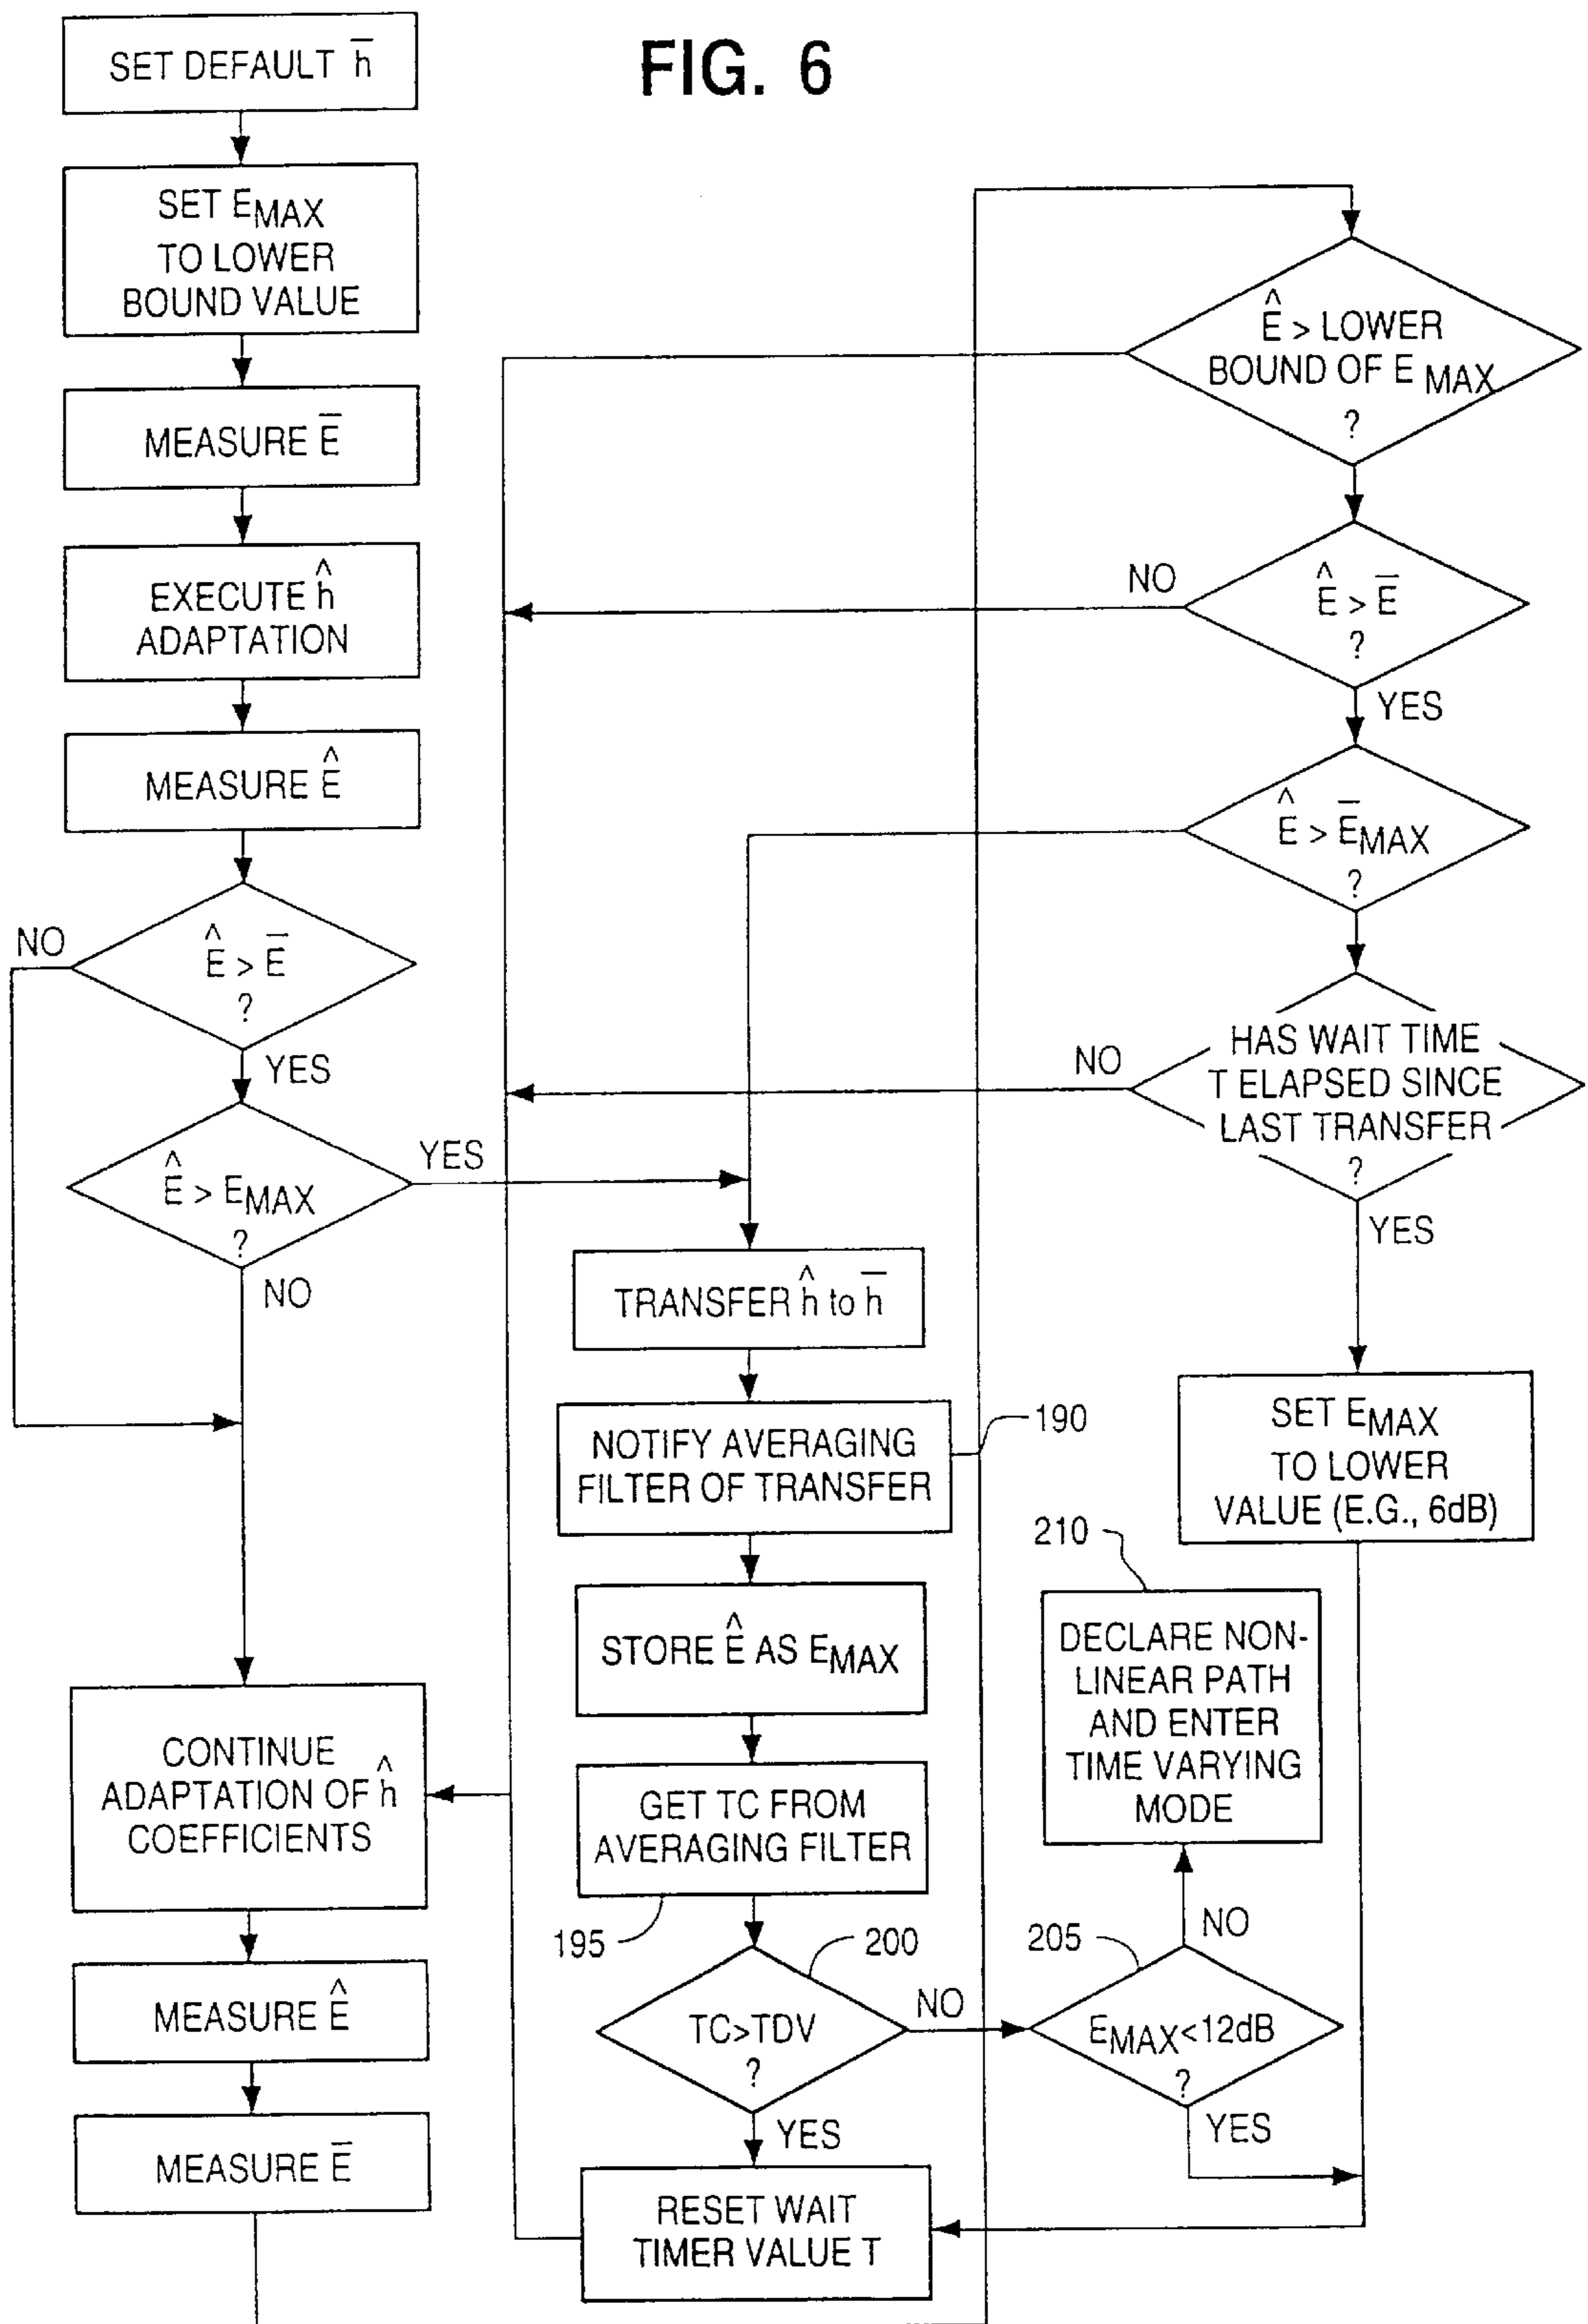 FIG. 6
SET DEFAULT h̅
SET EMAX
TO LOWER
BOUND VALUE
MEASURE E̅
EXECUTE ĥ
ADAPTATION
MEASURE Ê
Ê > E̅
?
NO
YES
Ê > EMAX
?
YES
NO
CONTINUE
ADAPTATION OF ĥ
COEFFICIENTS
MEASURE Ê
MEASURE E̅
TRANSFER ĥ to h̅
NOTIFY AVERAGING
FILTER OF TRANSFER
190
STORE Ê AS EMAX
GET TC FROM
AVERAGING FILTER
195
TC>TDV
?
200
NO
YES
RESET WAIT
TIMER VALUE T
Ê > LOWER
BOUND OF E MAX
?
Ê > E̅
?
NO
YES
Ê > E̅MAX
?
HAS WAIT TIME
T ELAPSED SINCE
LAST TRANSFER
?
NO
YES
SET EMAX
TO LOWER
VALUE (E.G., 6dB)
210
DECLARE NON-
LINEAR PATH
AND ENTER
TIME VARYING
MODE
NO
205
EMAX<12dB
?
YES